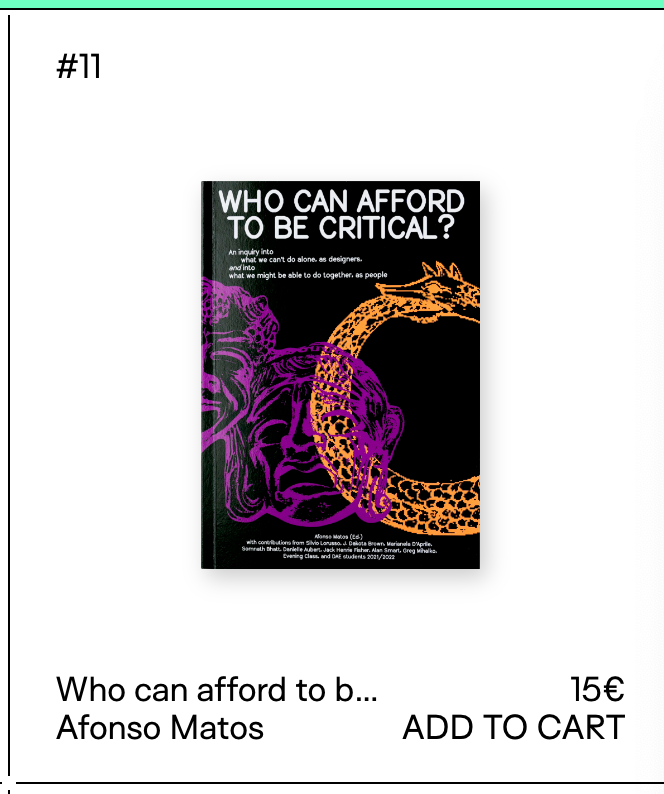 #11
WHO CAN AFFORD
TO BE CRITICAL?
An inquiry into
what we can't do alone, as designers,
and into
what we might be able to do together, as people
Afonso Matos (Ed.)
with contributions from Silvio Lorusso, J. Dakota Brown, Marianela D'Aprile,
Somnath Bhatt, Danielle Aubert, Jack Henrie Fisher, Alan Smart, Greg Mihalko,
Evening Class, and DAE students 2021/2022
Who can afford to b...
15€
Afonso Matos
ADD TO CART